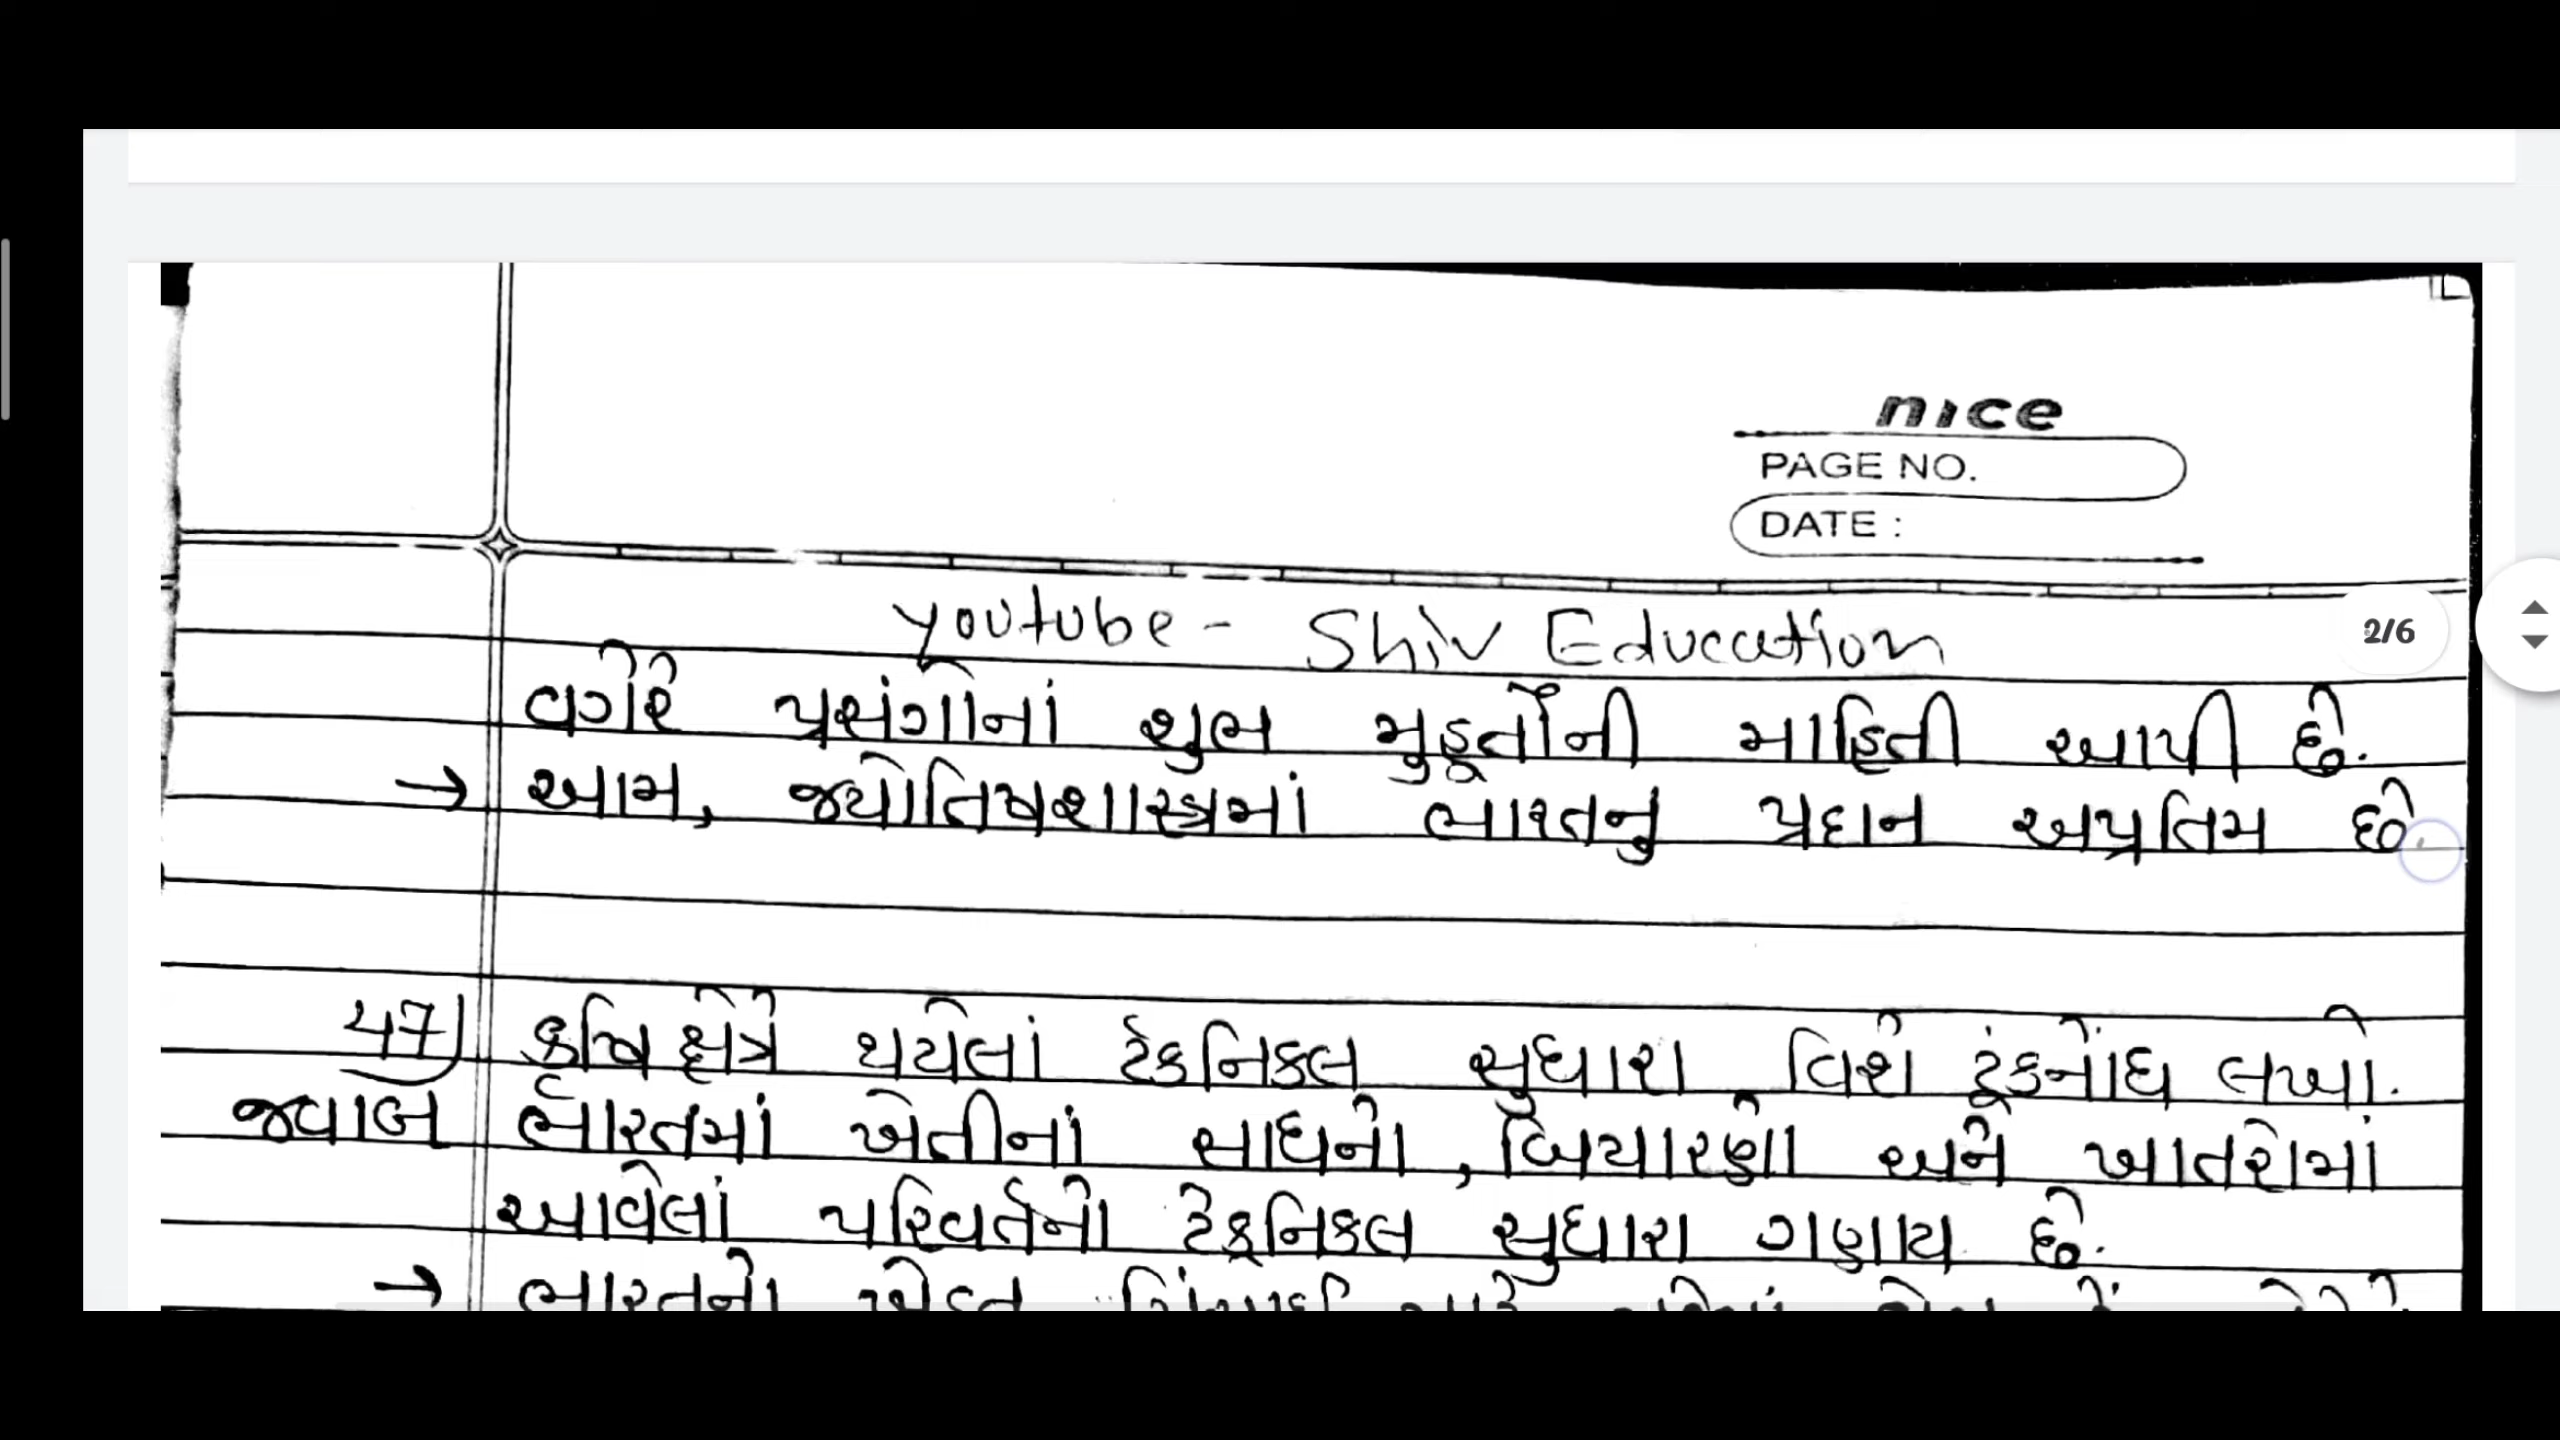 nice
PAGE NO.
DATE :
youtube - Shiv Education
2/6
વગેરે પ્રસંગોનાં શુભ મુહૂર્તોની માહિતી આપી છે.
→ આમ, જ્યોતિષશાસ્ત્રમાં ભારતનુ પ્રદાન અપ્રતિમ છે.
47) કૃષિક્ષેત્રે થયેલાં ટેકનિકલ સુધારા વિશે ટૂંકનોંધ લખો.
જવાબ ભારતમાં ખેતીનાં સાધનો, બિયારણો અને ખાતરોમાં
આવેલાં પરિવર્તનો ટેકનિકલ સુધારા ગણાય છે.
→ ભારતનો ખેડૂત